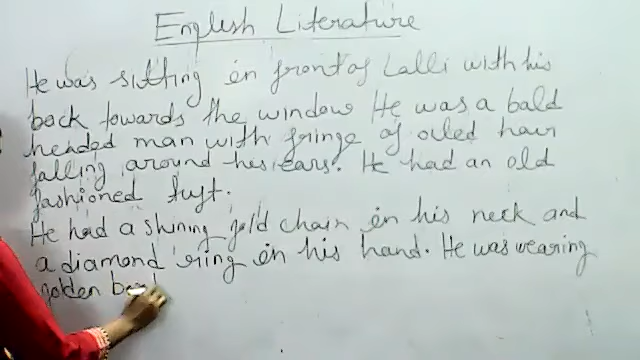 English Literature
He was sitting in front of Lalli with his
back towards the window He was a bald
headed man with fringe of oiled hair
falling around his ears. He had an old
fashioned tuft.
He had a shining gold chain in his neck and
a diamond ring in his hand. He was wearing
golden